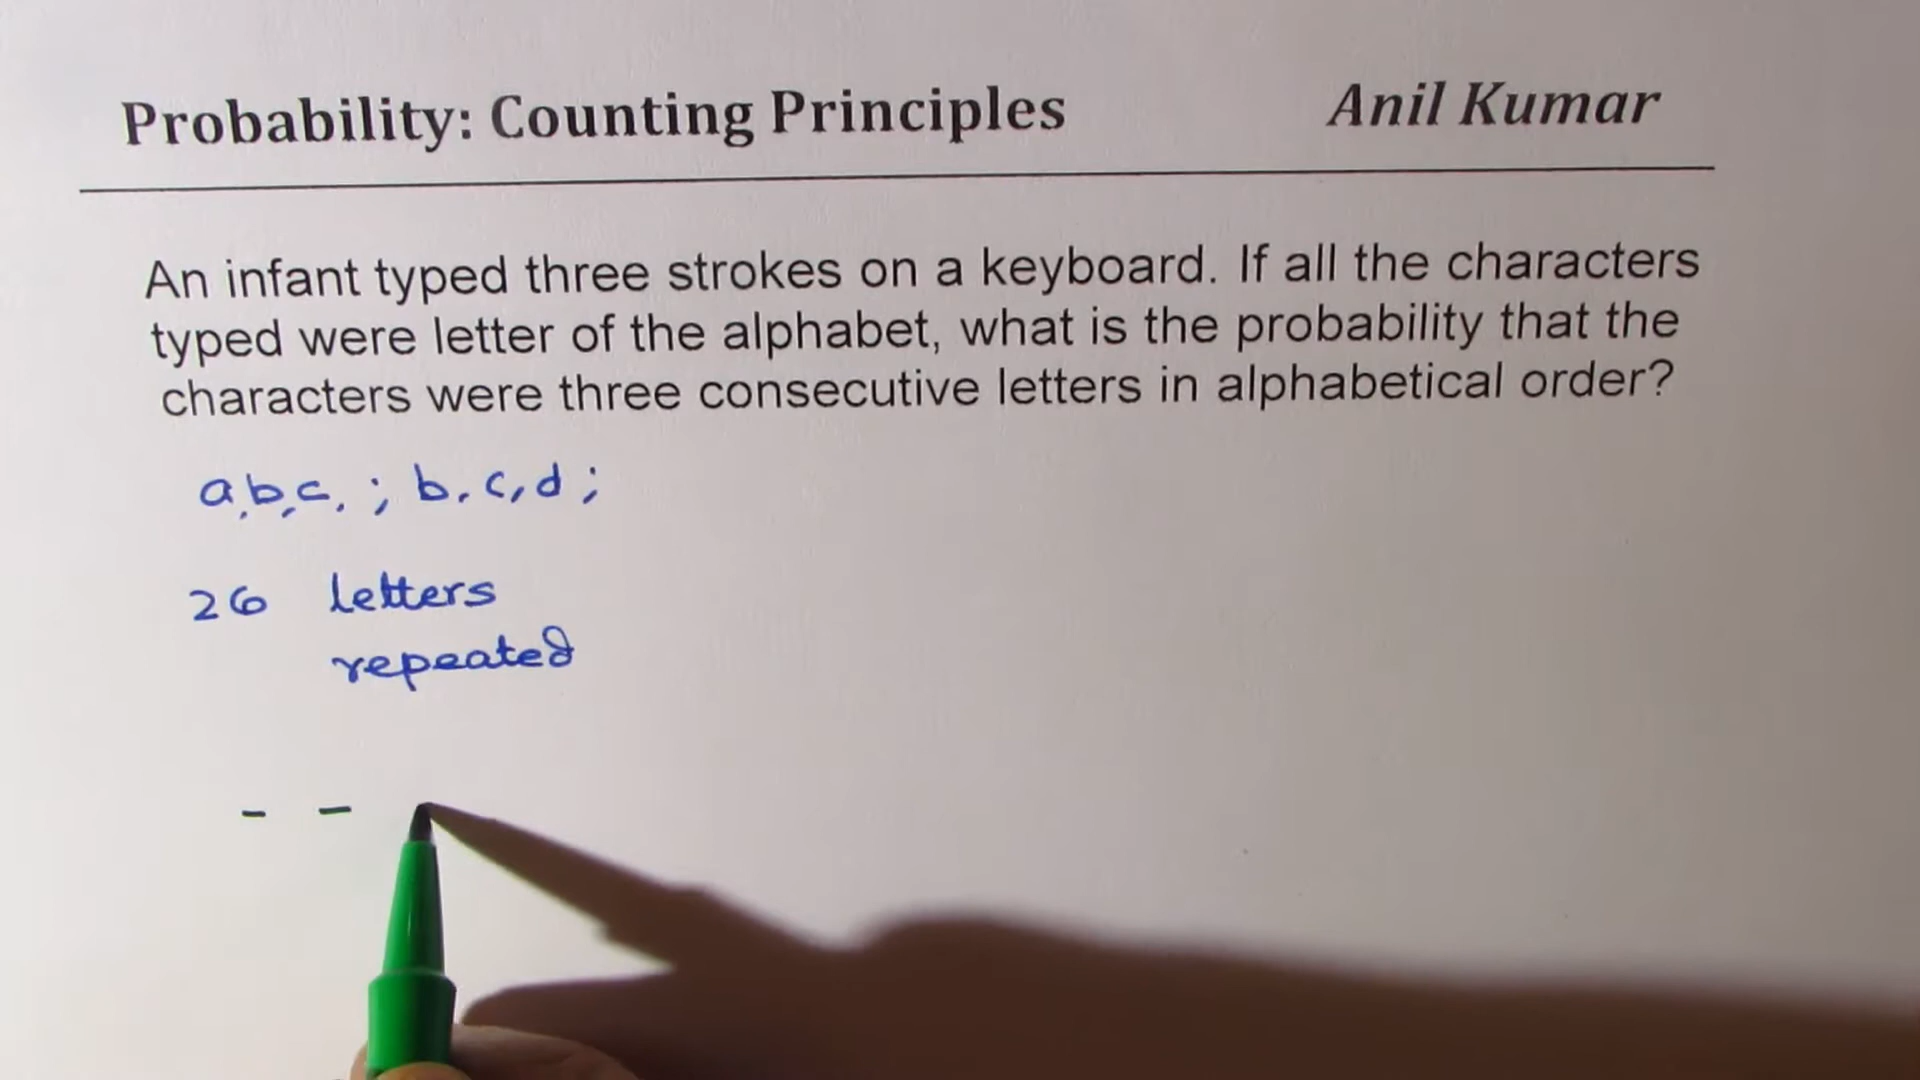 Probability: Counting Principles Anil Kumar
An infant typed three strokes on a keyboard. If all the characters
typed were letter of the alphabet, what is the probability that the
characters were three consecutive letters in alphabetical order?
a,b,c, ; b, c, d ;
26 letters
repeated
- -